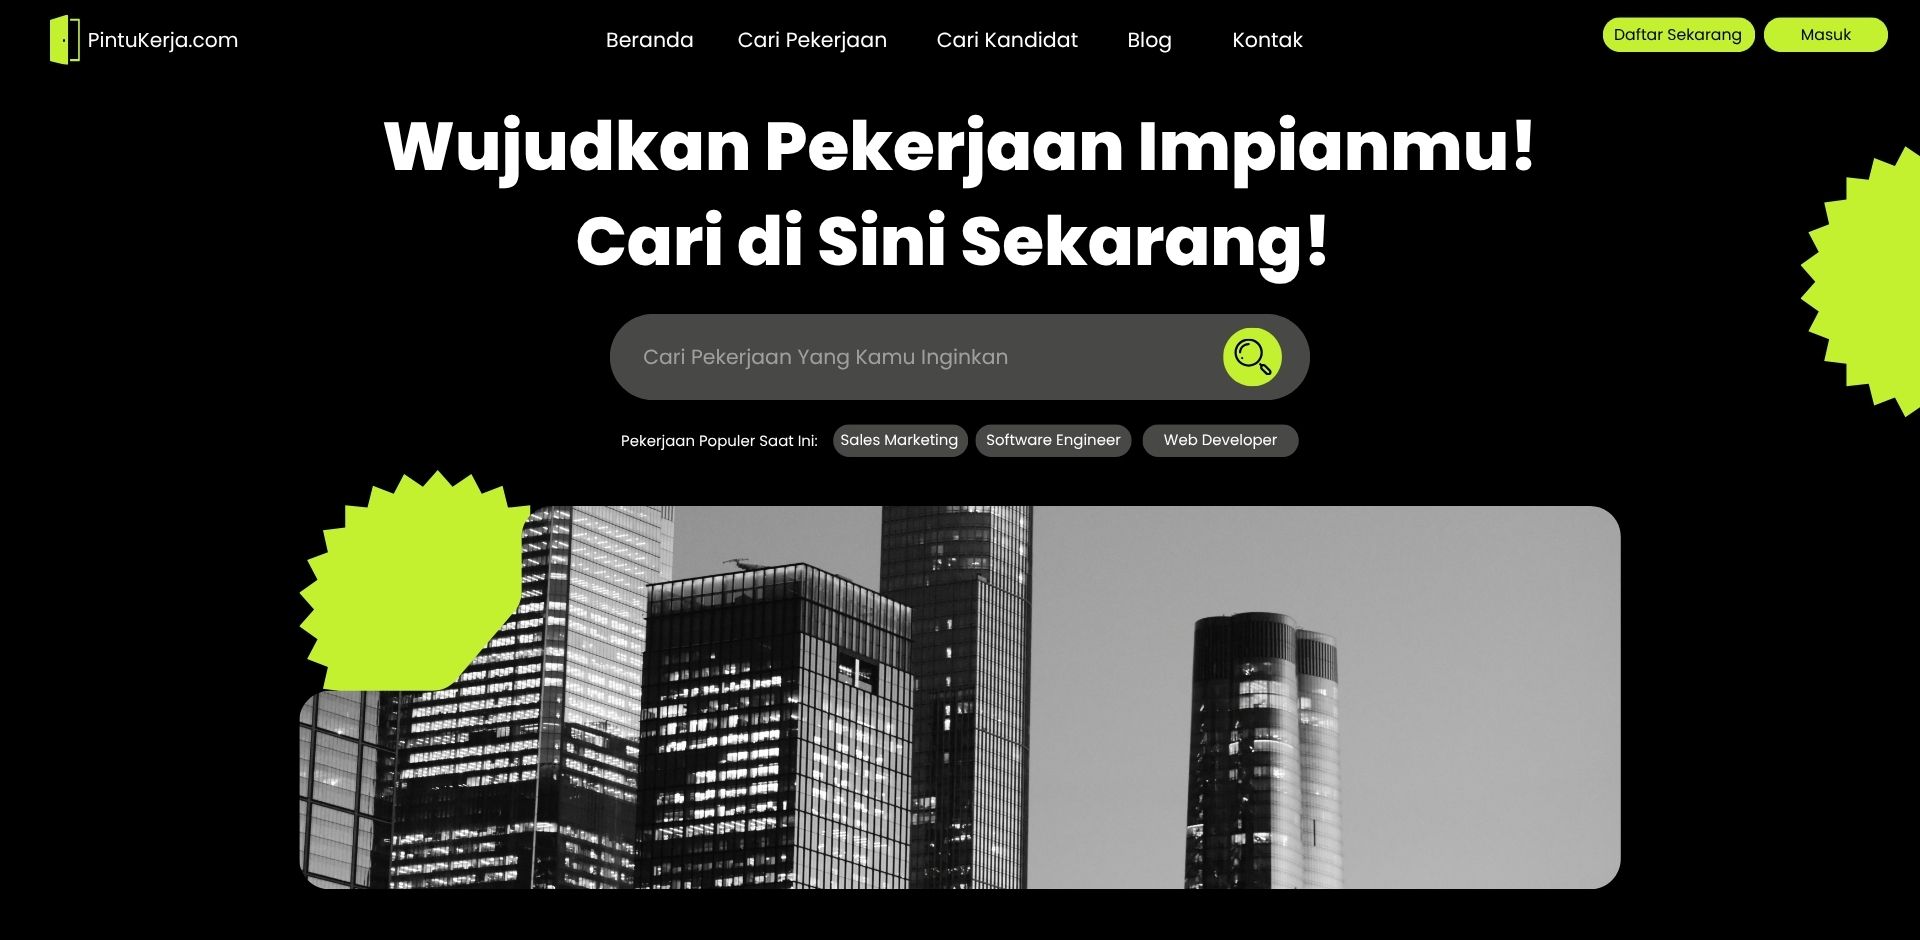 PintuKerja.com
Beranda
Cari Pekerjaan
Cari Kandidat
Blog
Kontak
Daftar Sekarang
Masuk
Wujudkan Pekerjaan Impianmu!
Cari di Sini Sekarang!
Cari Pekerjaan Yang Kamu Inginkan
Pekerjaan Populer Saat Ini:
Sales Marketing
Software Engineer
Web Developer